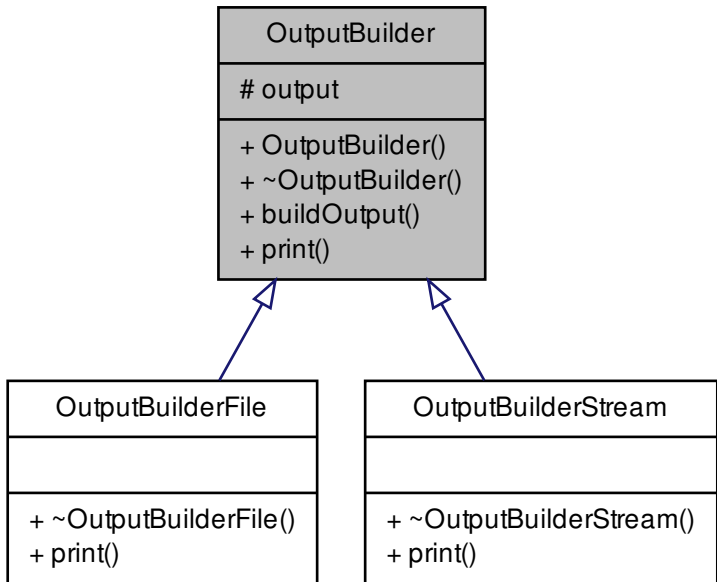 OutputBuilder
# output
+ OutputBuilder()
+ ~OutputBuilder()
+ buildOutput()
+ print()
OutputBuilderFile
+ ~OutputBuilderFile()
+ print()
OutputBuilderStream
+ ~OutputBuilderStream()
+ print()